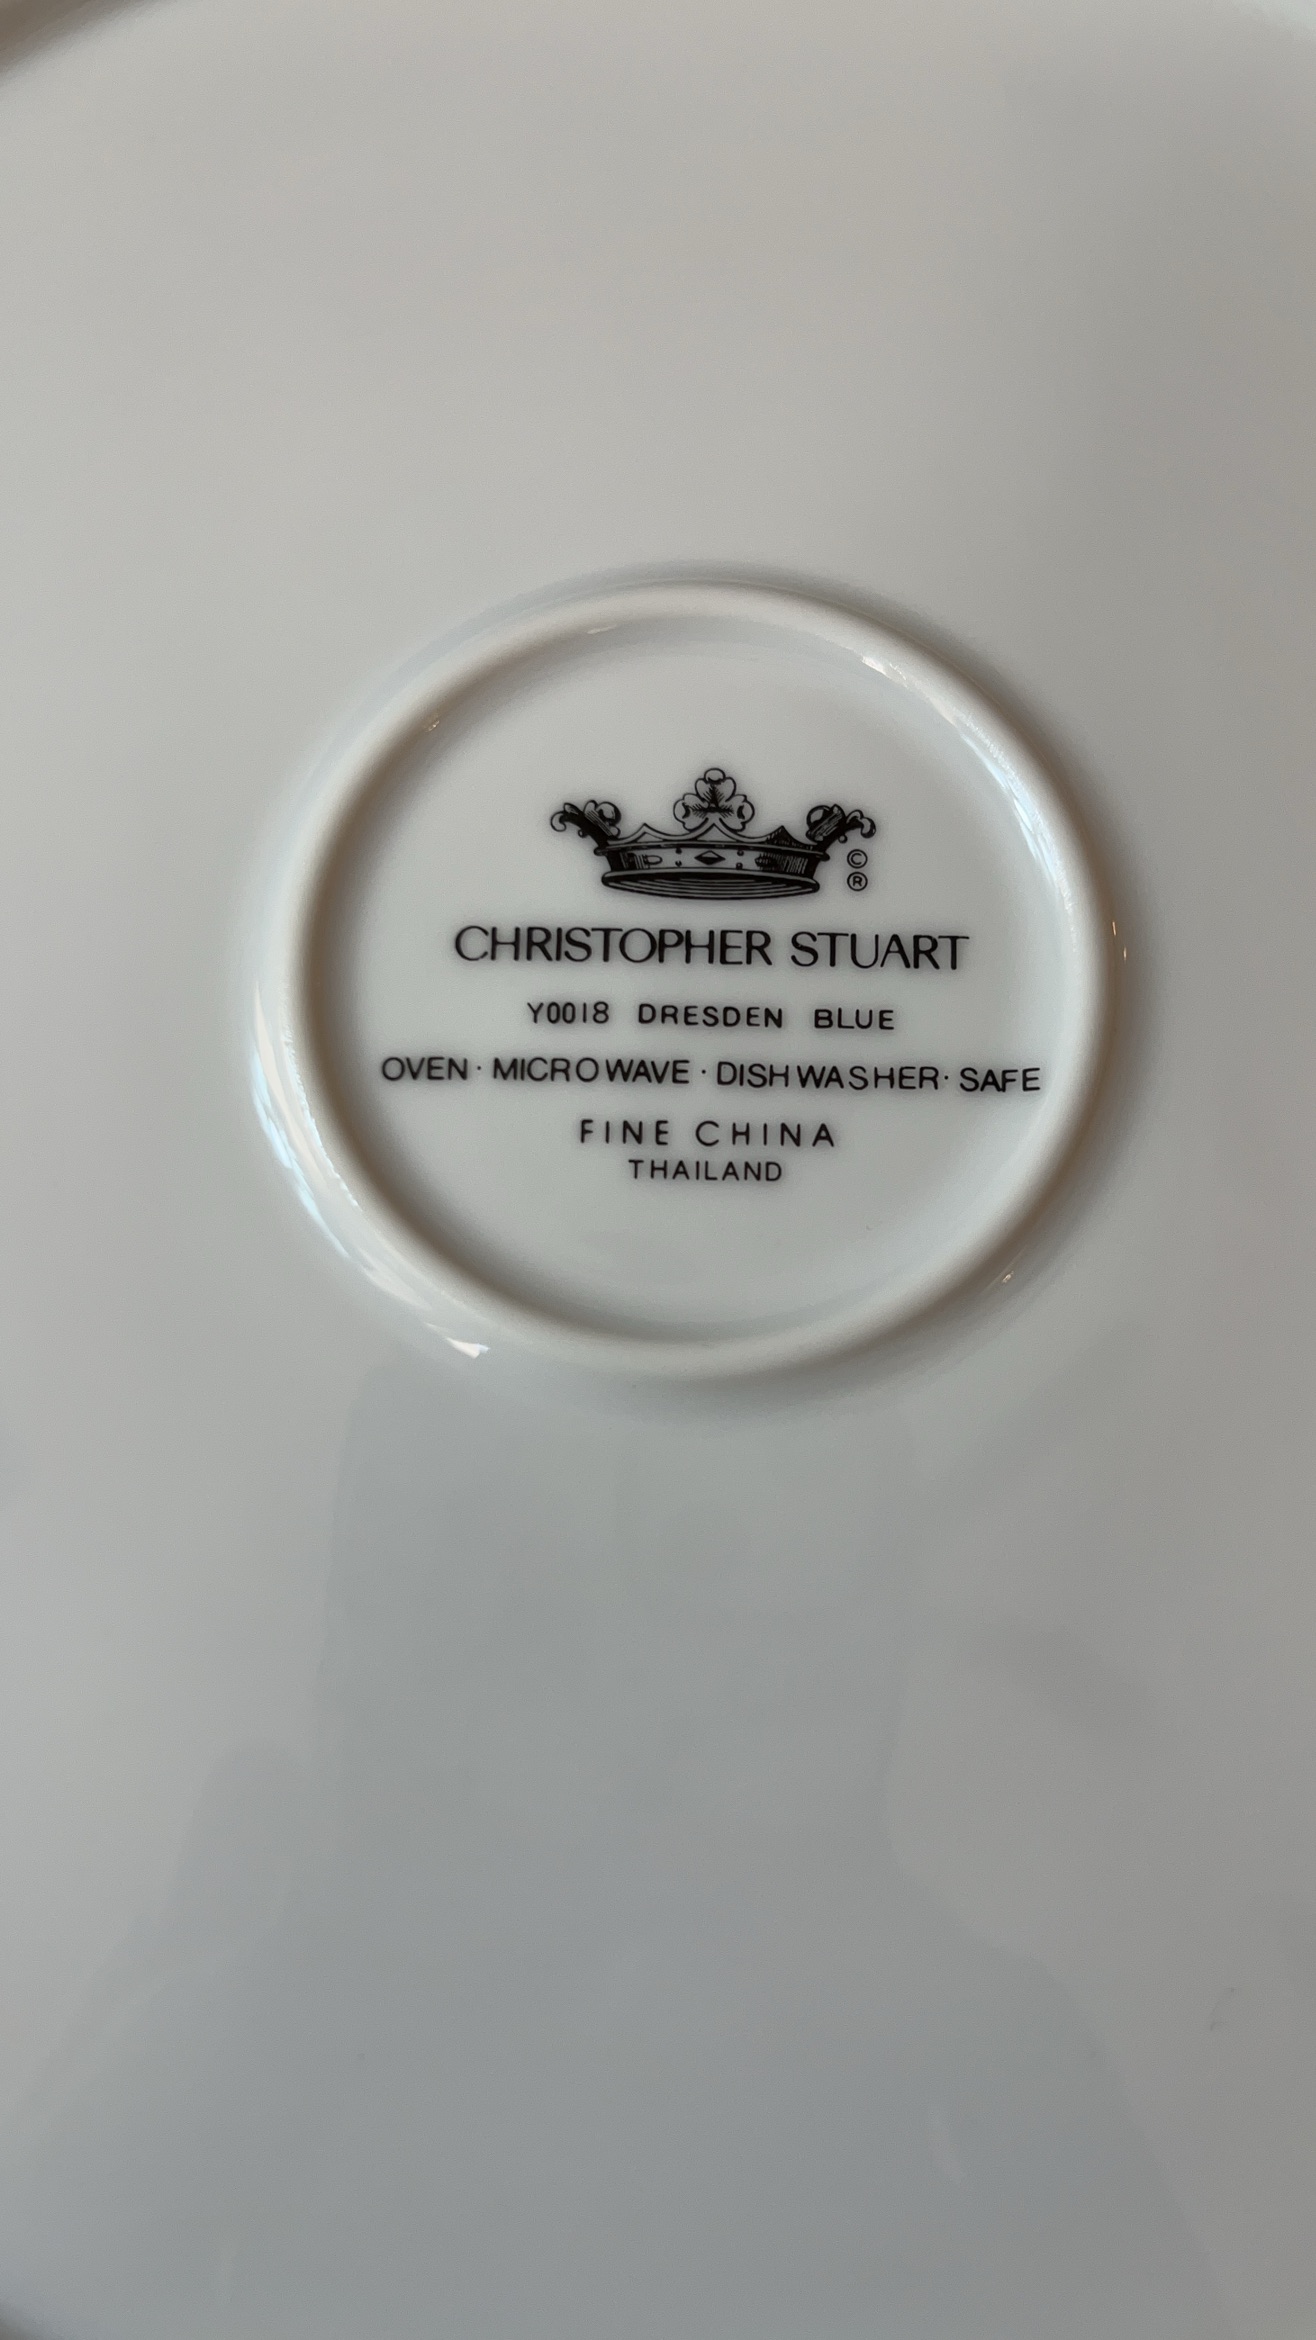 ©
®
CHRISTOPHER STUART
Y0018 DRESDEN BLUE
OVEN · MICROWAVE · DISHWASHER · SAFE
FINE CHINA
THAILAND